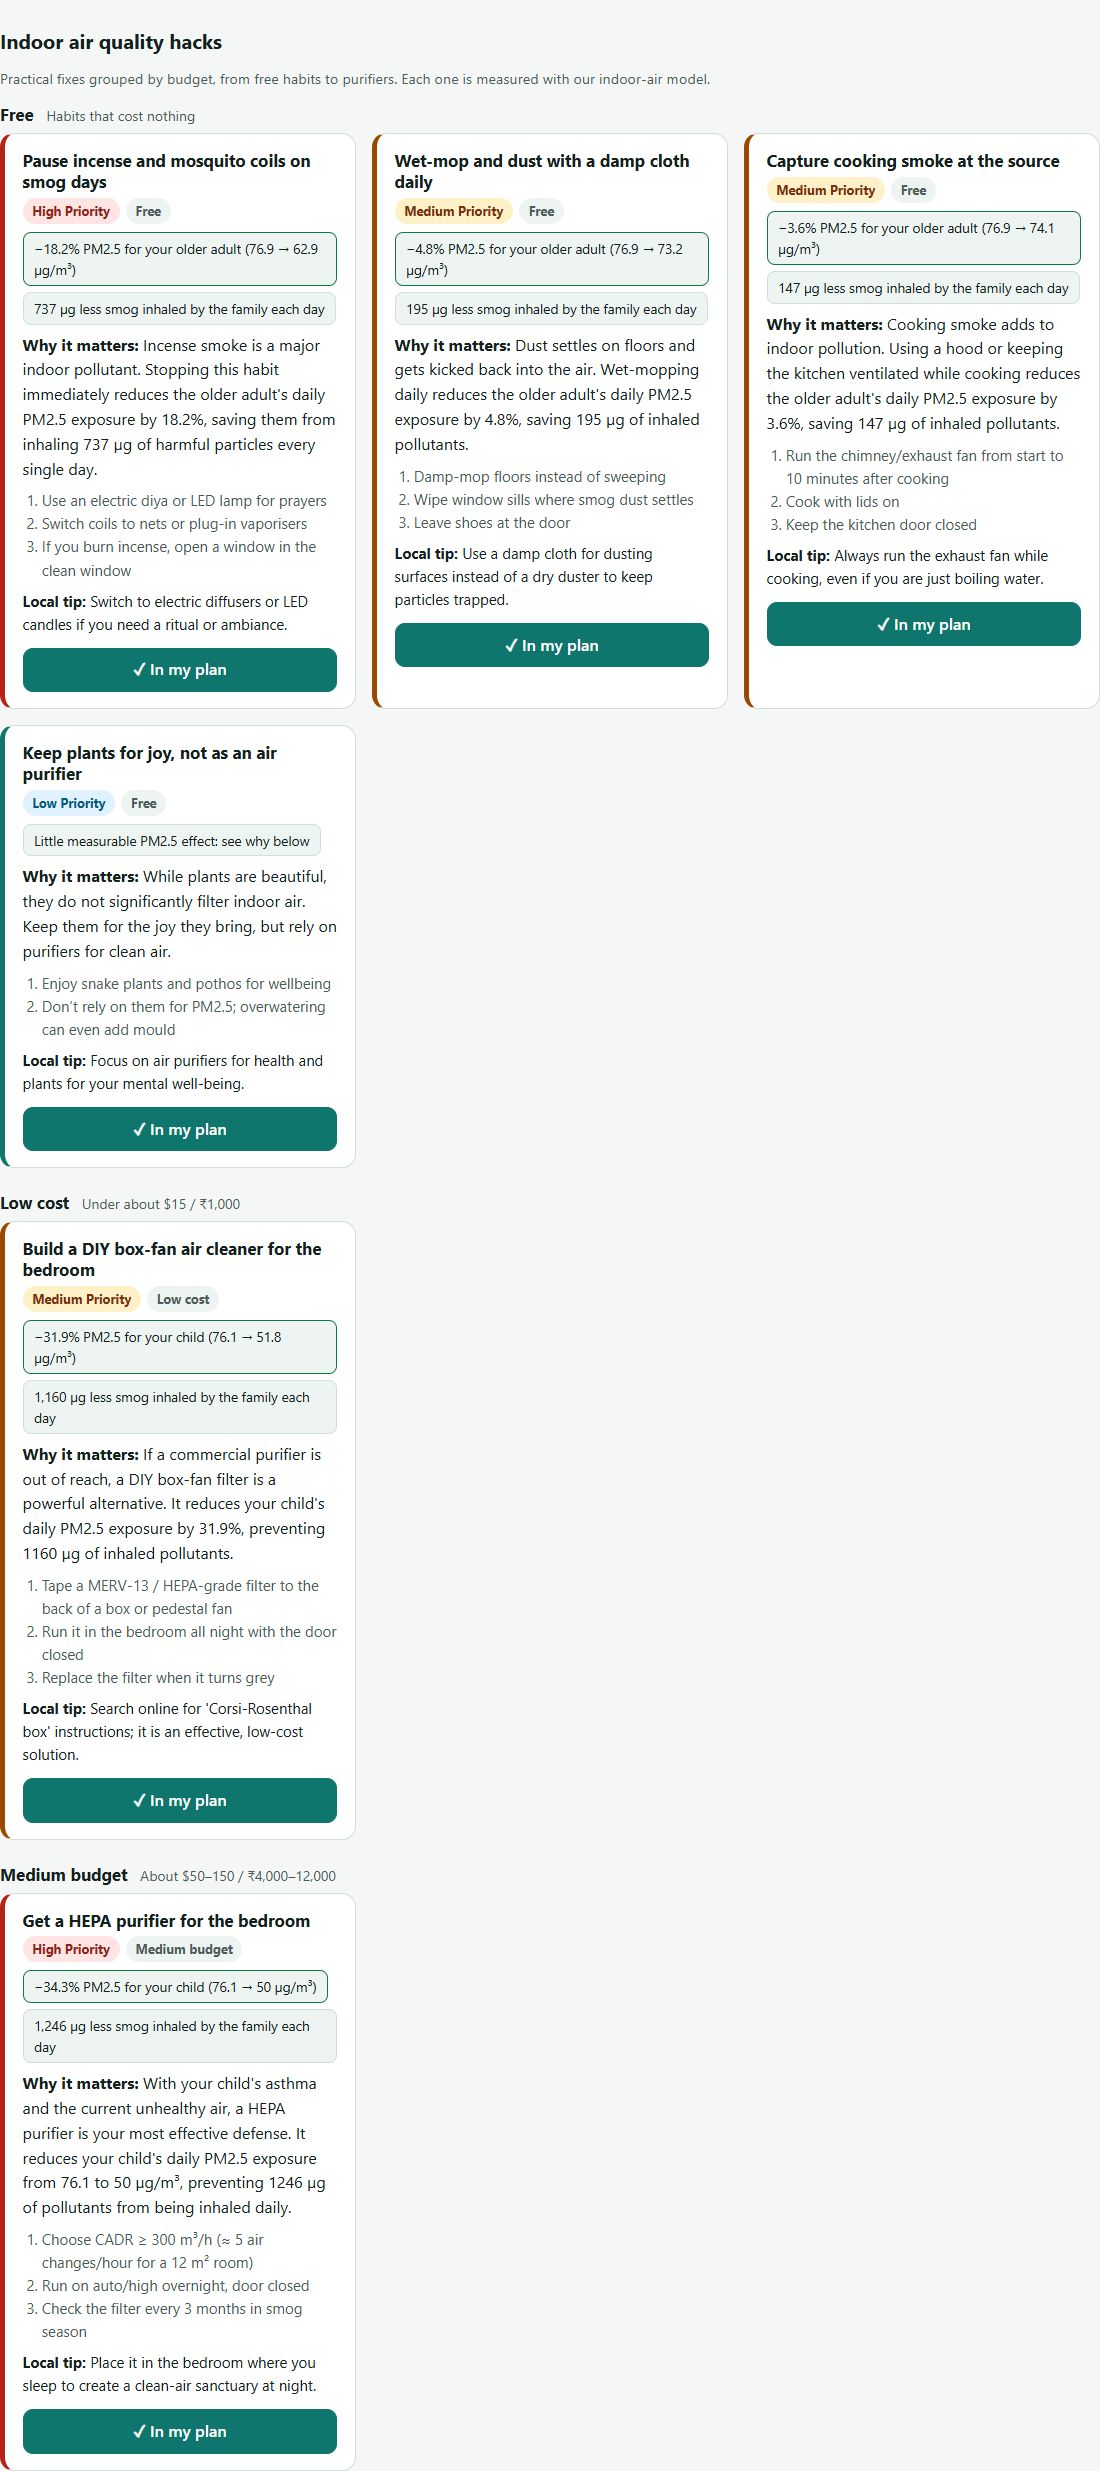 Indoor air quality hacks
Practical fixes grouped by budget, from free habits to purifiers. Each one is measured with our indoor-air model.
Free Habits that cost nothing
Pause incense and mosquito coils on
smog days
High Priority Free
−18.2% PM2.5 for your older adult (76.9 → 62.9
µg/m³)
737 µg less smog inhaled by the family each day
Why it matters: Incense smoke is a major
indoor pollutant. Stopping this habit
immediately reduces the older adult's daily
PM2.5 exposure by 18.2%, saving them from
inhaling 737 µg of harmful particles every
single day.
1. Use an electric diya or LED lamp for prayers
2. Switch coils to nets or plug-in vaporisers
3. If you burn incense, open a window in the
clean window
Local tip: Switch to electric diffusers or LED
candles if you need a ritual or ambiance.
✓ In my plan
Wet-mop and dust with a damp cloth
daily
Medium Priority Free
−4.8% PM2.5 for your older adult (76.9 → 73.2
µg/m³)
195 µg less smog inhaled by the family each day
Why it matters: Dust settles on floors and
gets kicked back into the air. Wet-mopping
daily reduces the older adult's daily PM2.5
exposure by 4.8%, saving 195 µg of inhaled
pollutants.
1. Damp-mop floors instead of sweeping
2. Wipe window sills where smog dust settles
3. Leave shoes at the door
Local tip: Use a damp cloth for dusting
surfaces instead of a dry duster to keep
particles trapped.
✓ In my plan
Capture cooking smoke at the source
Medium Priority Free
−3.6% PM2.5 for your older adult (76.9 → 74.1
µg/m³)
147 µg less smog inhaled by the family each day
Why it matters: Cooking smoke adds to
indoor pollution. Using a hood or keeping
the kitchen ventilated while cooking reduces
the older adult's daily PM2.5 exposure by
3.6%, saving 147 µg of inhaled pollutants.
1. Run the chimney/exhaust fan from start to
10 minutes after cooking
2. Cook with lids on
3. Keep the kitchen door closed
Local tip: Always run the exhaust fan while
cooking, even if you are just boiling water.
✓ In my plan
Keep plants for joy, not as an air
purifier
Low Priority Free
Little measurable PM2.5 effect: see why below
Why it matters: While plants are beautiful,
they do not significantly filter indoor air.
Keep them for the joy they bring, but rely on
purifiers for clean air.
1. Enjoy snake plants and pothos for wellbeing
2. Don’t rely on them for PM2.5; overwatering
can even add mould
Local tip: Focus on air purifiers for health and
plants for your mental well-being.
✓ In my plan
Low cost Under about $15 / ₹1,000
Build a DIY box-fan air cleaner for the
bedroom
Medium Priority Low cost
−31.9% PM2.5 for your child (76.1 → 51.8
µg/m³)
1,160 µg less smog inhaled by the family each
day
Why it matters: If a commercial purifier is
out of reach, a DIY box-fan filter is a
powerful alternative. It reduces your child's
daily PM2.5 exposure by 31.9%, preventing
1160 µg of inhaled pollutants.
1. Tape a MERV-13 / HEPA-grade filter to the
back of a box or pedestal fan
2. Run it in the bedroom all night with the door
closed
3. Replace the filter when it turns grey
Local tip: Search online for 'Corsi-Rosenthal
box' instructions; it is an effective, low-cost
solution.
✓ In my plan
Medium budget About $50–150 / ₹4,000–12,000
Get a HEPA purifier for the bedroom
High Priority Medium budget
−34.3% PM2.5 for your child (76.1 → 50 µg/m³)
1,246 µg less smog inhaled by the family each
day
Why it matters: With your child's asthma
and the current unhealthy air, a HEPA
purifier is your most effective defense. It
reduces your child's daily PM2.5 exposure
from 76.1 to 50 µg/m³, preventing 1246 µg
of pollutants from being inhaled daily.
1. Choose CADR ≥ 300 m³/h (≈ 5 air
changes/hour for a 12 m² room)
2. Run on auto/high overnight, door closed
3. Check the filter every 3 months in smog
season
Local tip: Place it in the bedroom where you
sleep to create a clean-air sanctuary at night.
✓ In my plan